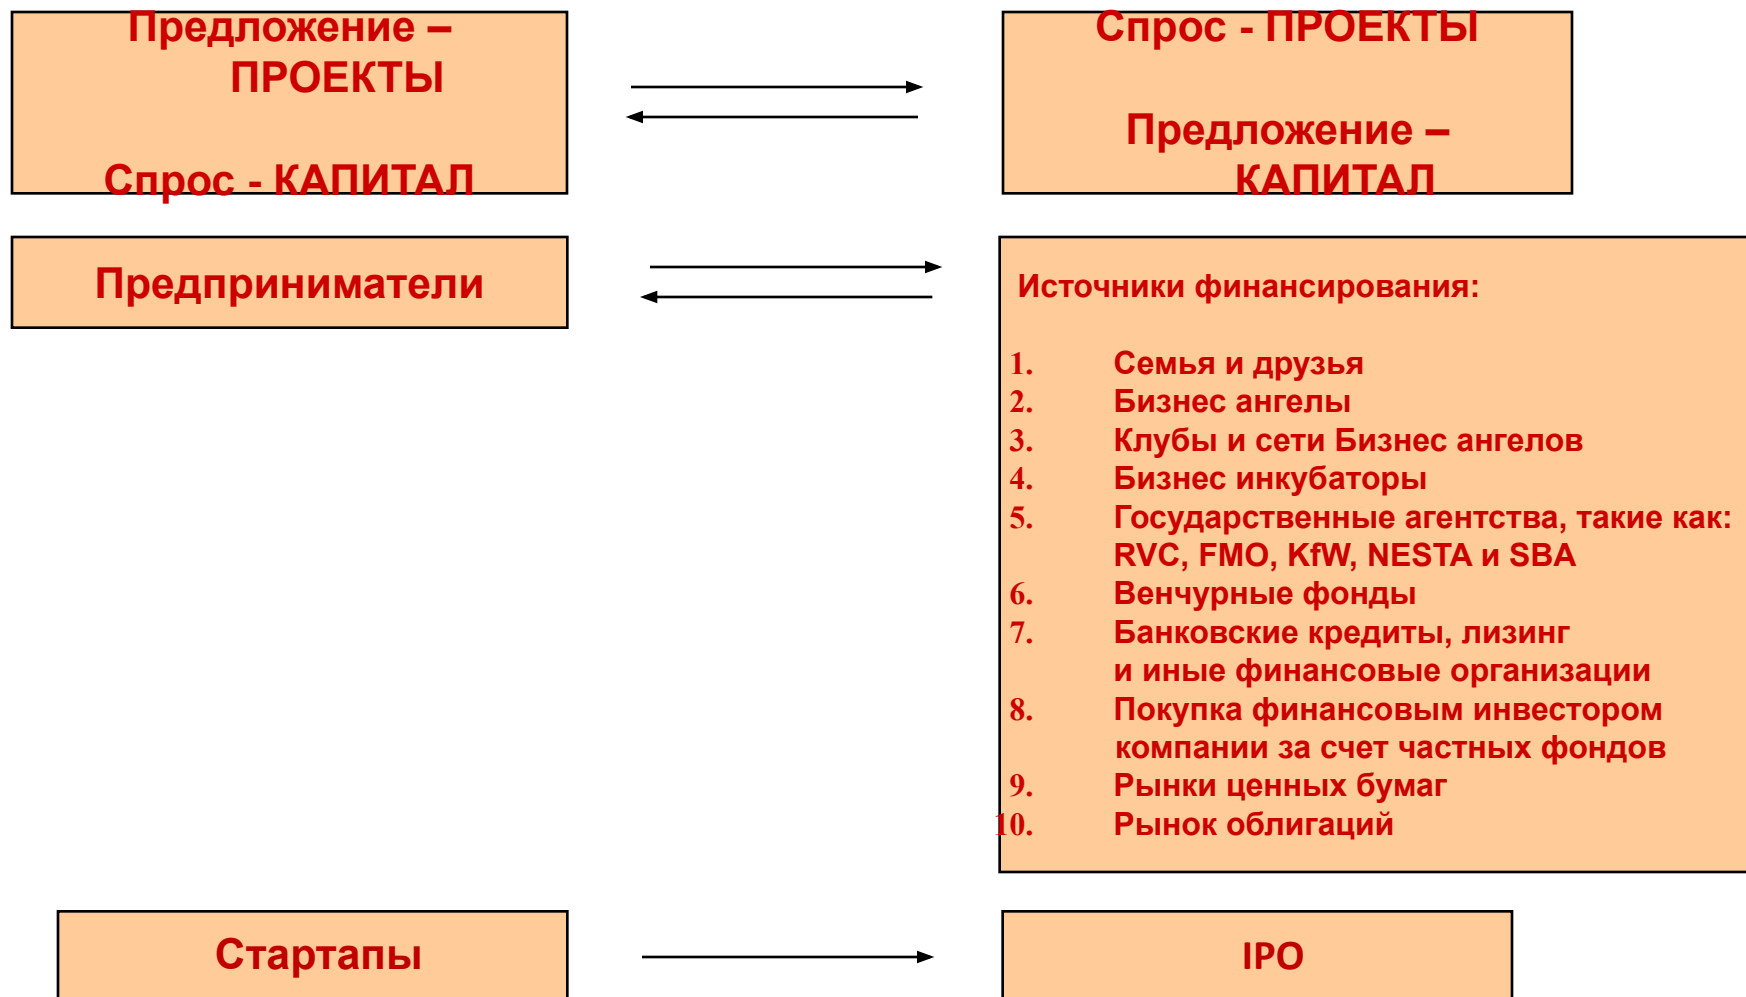 Предложение –
ПРОЕКТЫ
Спрос - КАПИТАЛ
Спрос - ПРОЕКТЫ
Предложение –
КАПИТАЛ
Предприниматели
Источники финансирования:
1. Семья и друзья
2. Бизнес ангелы
3. Клубы и сети Бизнес ангелов
4. Бизнес инкубаторы
5. Государственные агентства, такие как:
RVC, FMO, KfW, NESTA и SBA
6. Венчурные фонды
7. Банковские кредиты, лизинг
и иные финансовые организации
8. Покупка финансовым инвестором
компании за счет частных фондов
9. Рынки ценных бумаг
10. Рынок облигаций
Стартапы
IPO